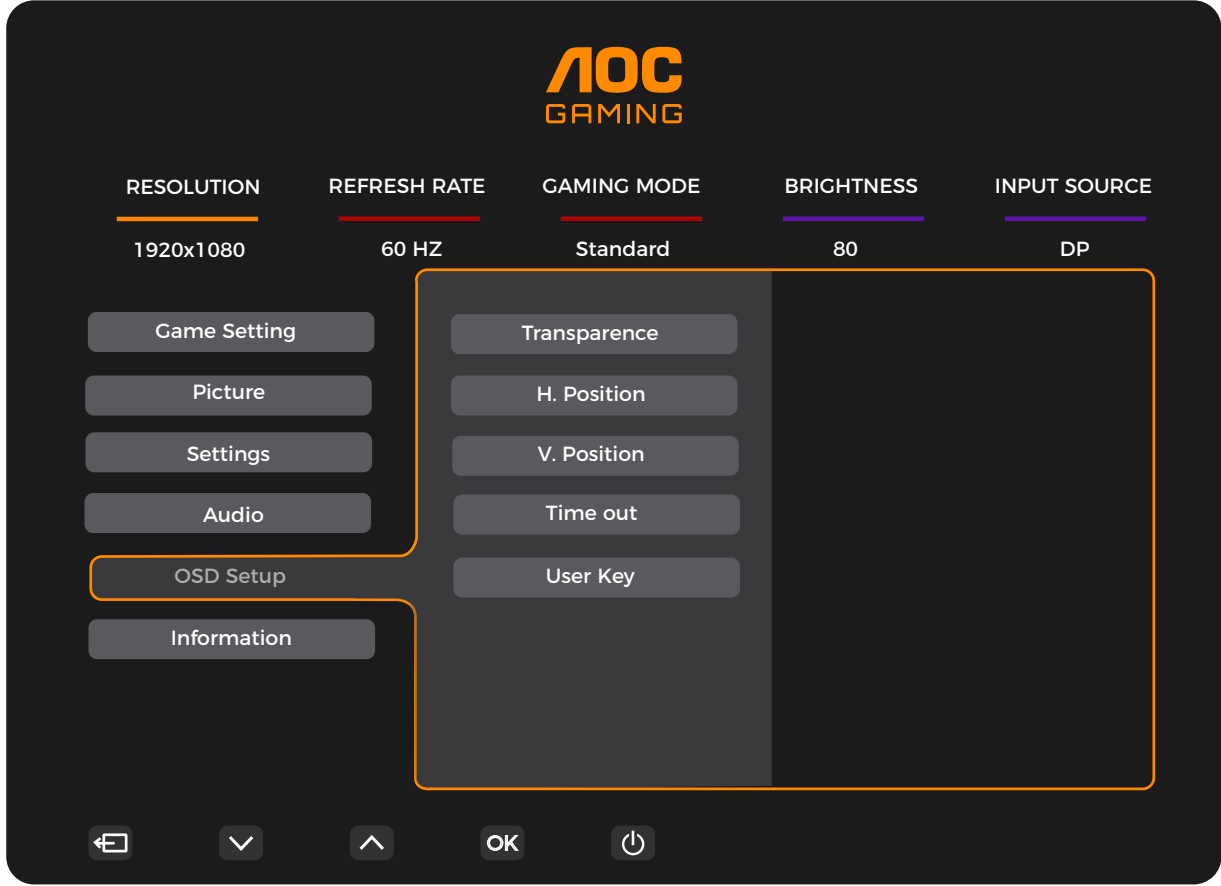 AOC
GAMING
RESOLUTION REFRESH RATE GAMING MODE BRIGHTNESS INPUT SOURCE
1920x1080 60 HZ Standard 80 DP
Game Setting
Picture
Settings
Audio
OSD Setup
Information
Transparence
H. Position
V. Position
Time out
User Key
OK